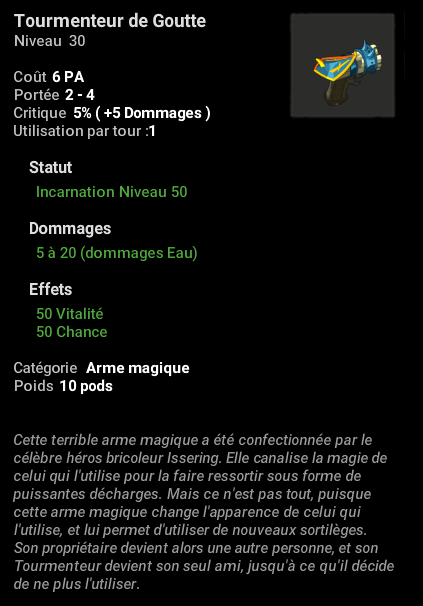 Tourmenteur de Goutte
Niveau 30
Coût 6 PA
Portée 2 - 4
Critique 5% ( +5 Dommages )
Utilisation par tour :1
Statut
Incarnation Niveau 50
Dommages
5 à 20 (dommages Eau)
Effets
50 Vitalité
50 Chance
Catégorie Arme magique
Poids 10 pods
Cette terrible arme magique a été confectionnée par le
célèbre héros bricoleur Issering. Elle canalise la magie de
celui qui l'utilise pour la faire ressortir sous forme de
puissantes décharges. Mais ce n'est pas tout, puisque
cette arme magique change l'apparence de celui qui
l'utilise, et lui permet d'utiliser de nouveaux sortilèges.
Son propriétaire devient alors une autre personne, et son
Tourmenteur devient son seul ami, jusqu'à ce qu'il décide
de ne plus l'utiliser.